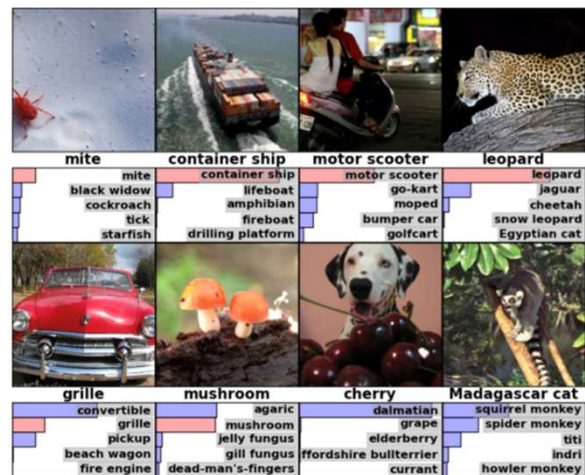 mite
container ship
motor scooter
leopard
mite
black widow
cockroach
tick
starfish
container ship
lifeboat
amphibian
fireboat
drilling platform
motor scooter
go-kart
moped
bumper car
golfcart
leopard
jaguar
cheetah
snow leopard
Egyptian cat
grille
mushroom
cherry
Madagascar cat
convertible
grille
pickup
beach wagon
fire engine
agaric
mushroom
jelly fungus
gill fungus
dead-man's-fingers
dalmatian
grape
elderberry
ffordshire bullterrier
currant
squirrel monkey
spider monkey
titi
indri
howler monkey